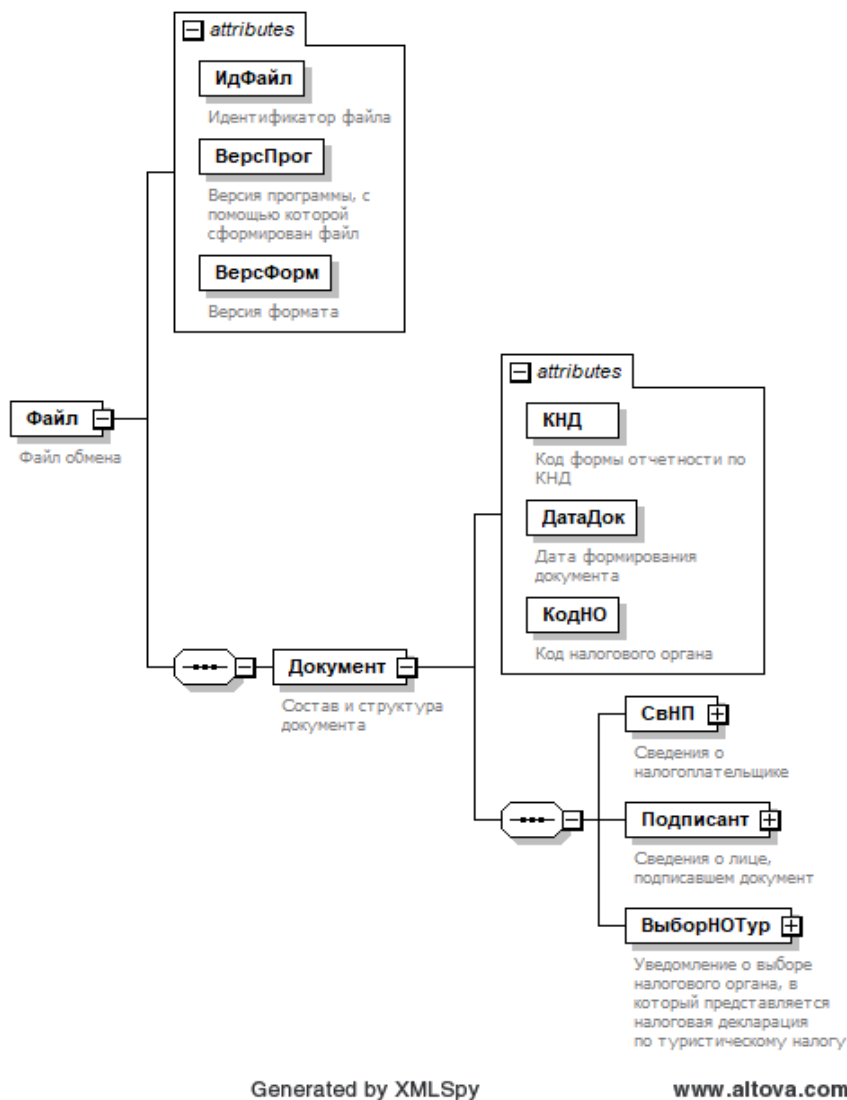 attributes
ИдФайл
Идентификатор файла
ВерсПрог
Версия программы, с
помощью которой
сформирован файл
ВерсФорм
Версия формата
Файл
Файл обмена
attributes
КНД
Код формы отчетности по
КНД
ДатаДок
Дата формирования
документа
КодНО
Код налогового органа
Документ
Состав и структура
документа
СвНП
Сведения о
налогоплательщике
Подписант
Сведения о лице,
подписавшем документ
ВыборНОТур
Уведомление о выборе
налогового органа, в
который представляется
налоговая декларация
по туристическому налогу
Generated by XMLSpy
www.altova.com